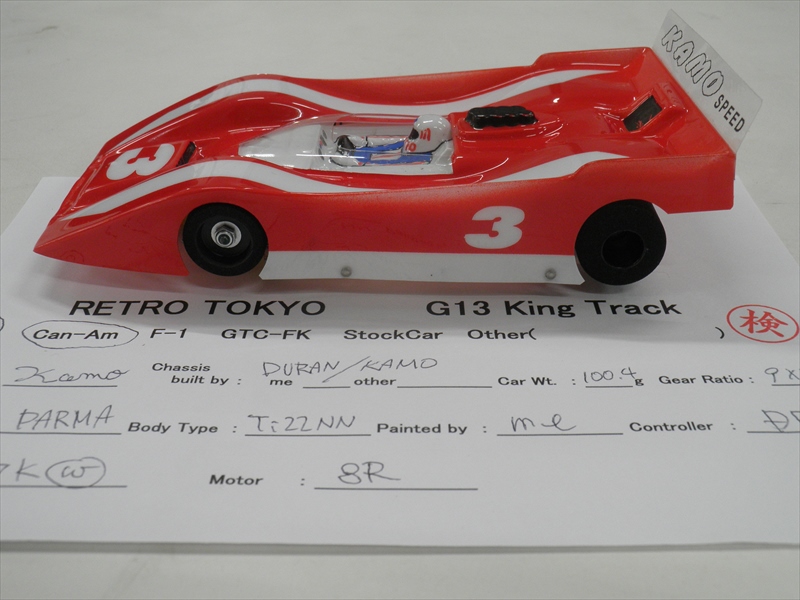 KAMO
SPEED
3
3
RETRO TOKYO G13 King Track
検
Can-Am F-1 GTC-FK StockCar Other( )
Kamo Chassis built by : DURAN/KAMO me other Car Wt. : 100.4g Gear Ratio : 9
PARMA Body Type : Ti22NN Painted by : me Controller :
K W Motor : 8R